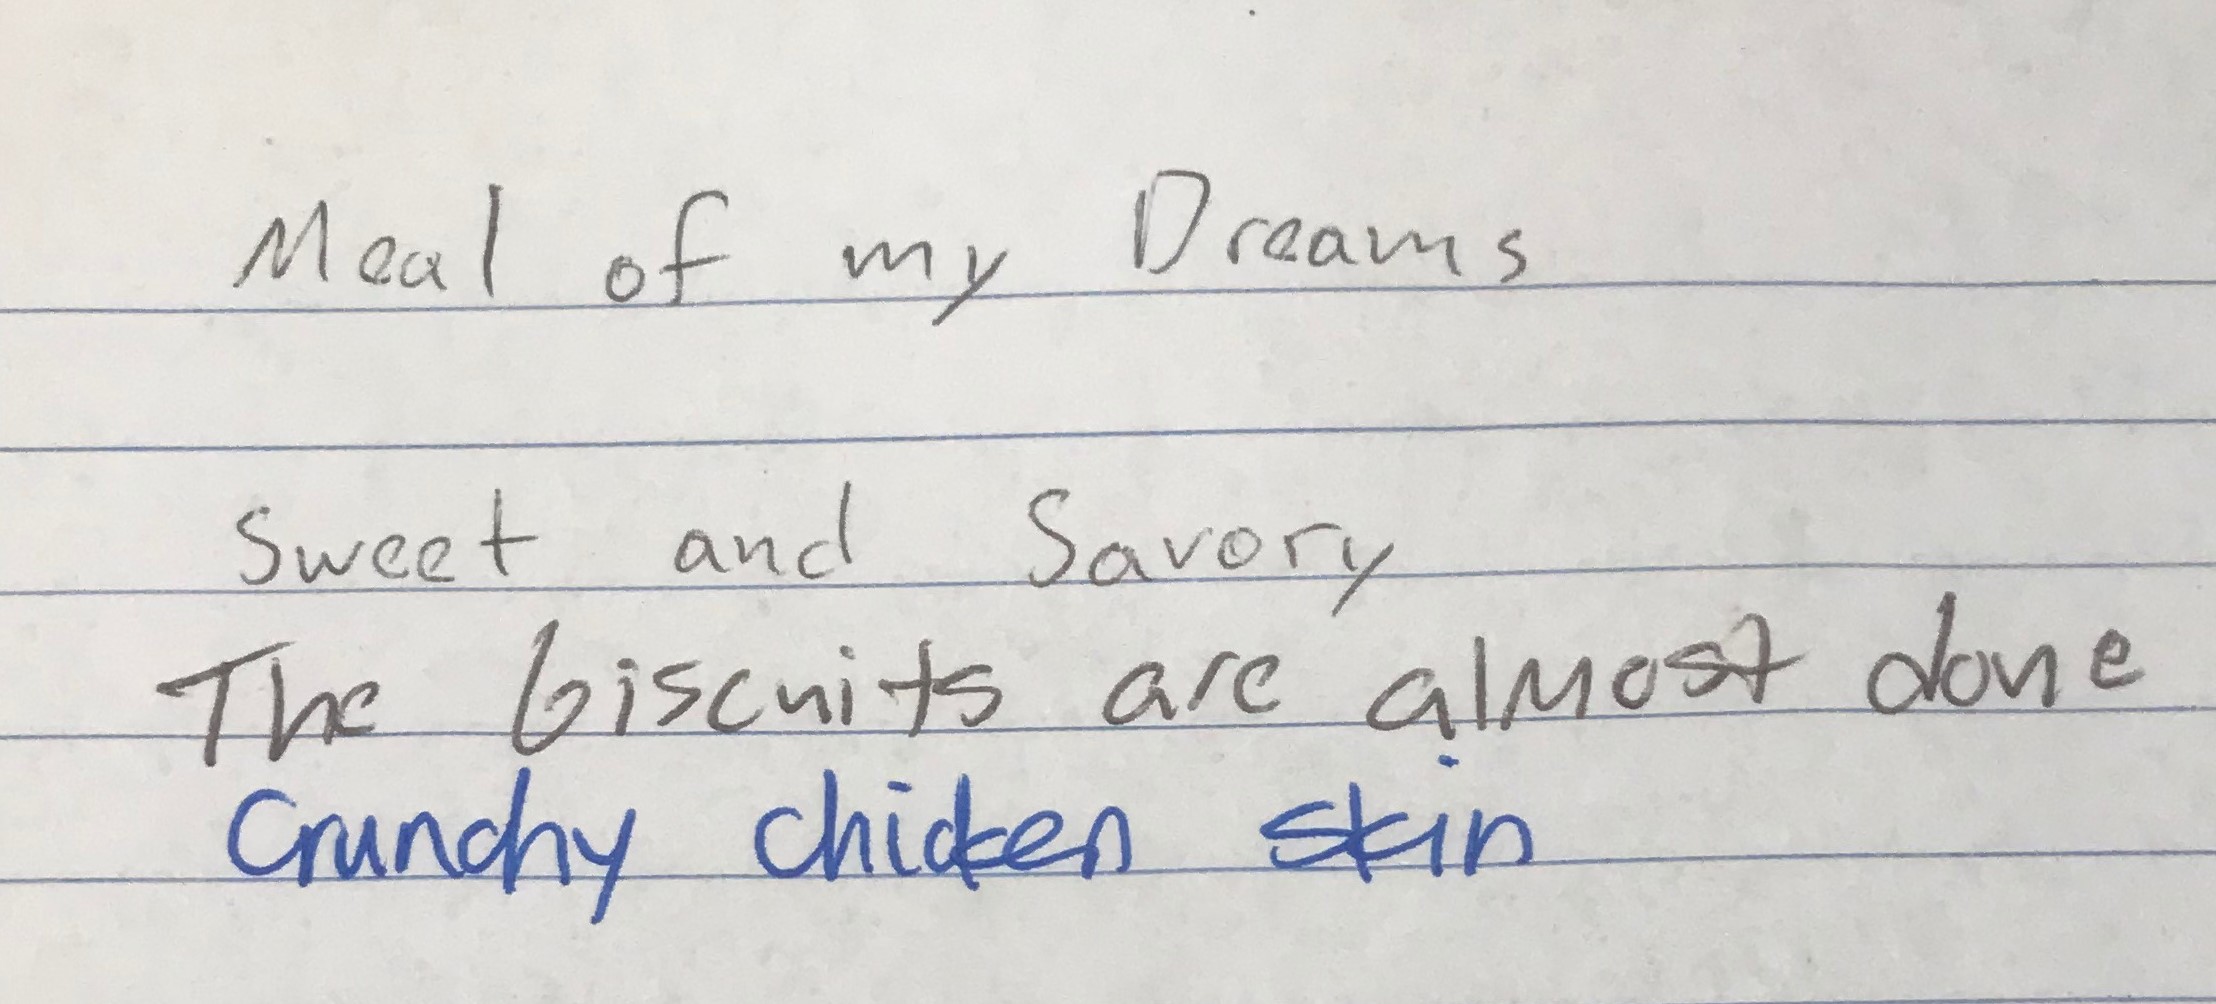 Meal of my Dreams
Sweet and Savory
The biscuits are almost done
Crunchy chicken skin